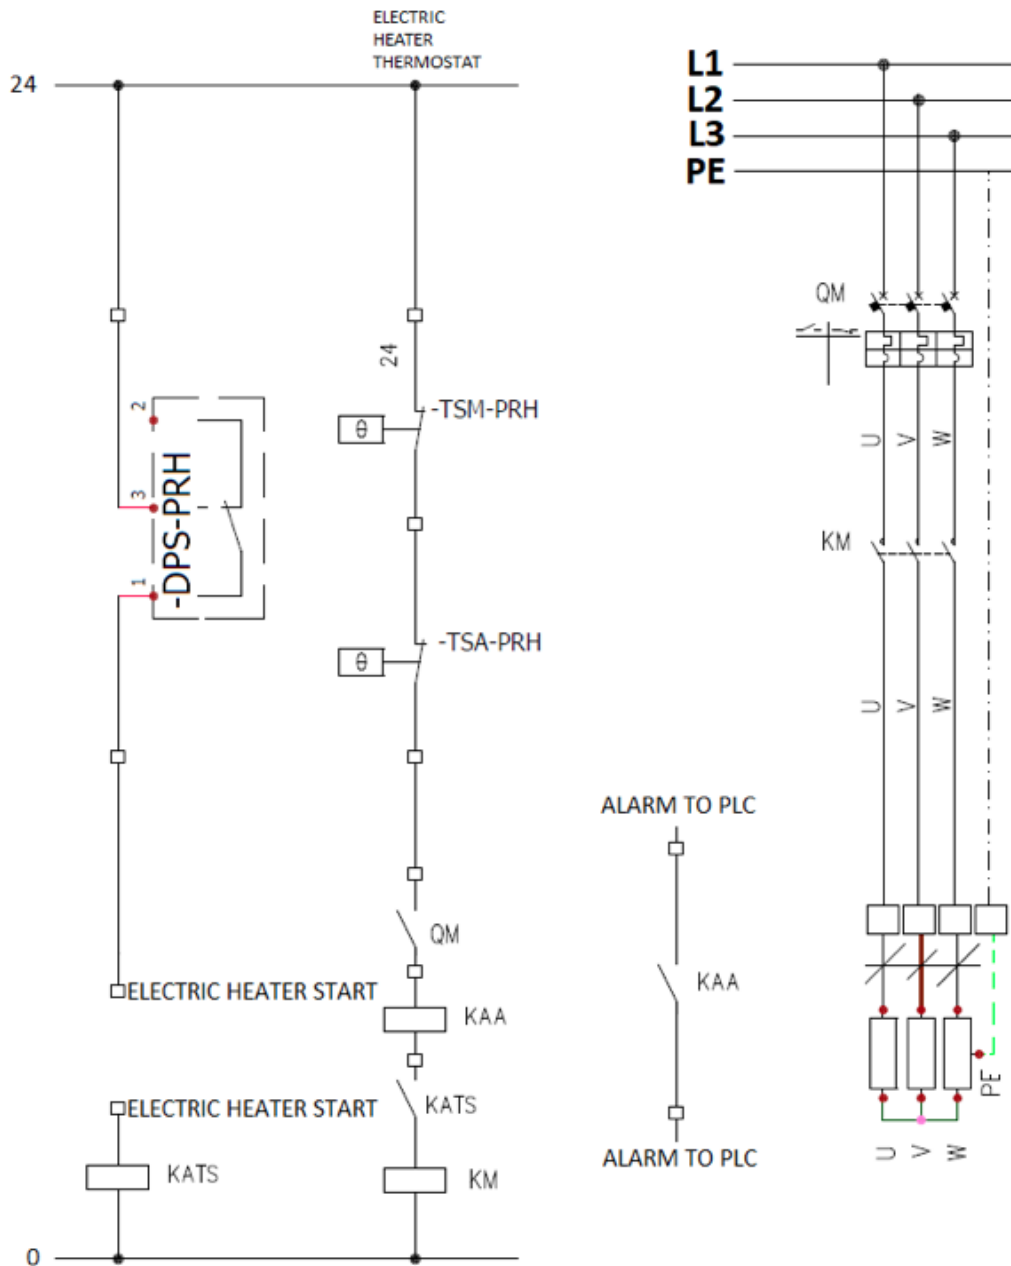 ELECTRIC
HEATER
THERMOSTAT
24
L1
L2
L3
PE
QM
24
2
-TSM-PRH
θ
U
V
W
3
-DPS-PRH
KM
1
-TSA-PRH
θ
U
V
W
ALARM TO PLC
QM
KAA
ELECTRIC HEATER START
KAA
PE
ELECTRIC HEATER START
KATS
ALARM TO PLC
U
V
W
KATS
KM
0